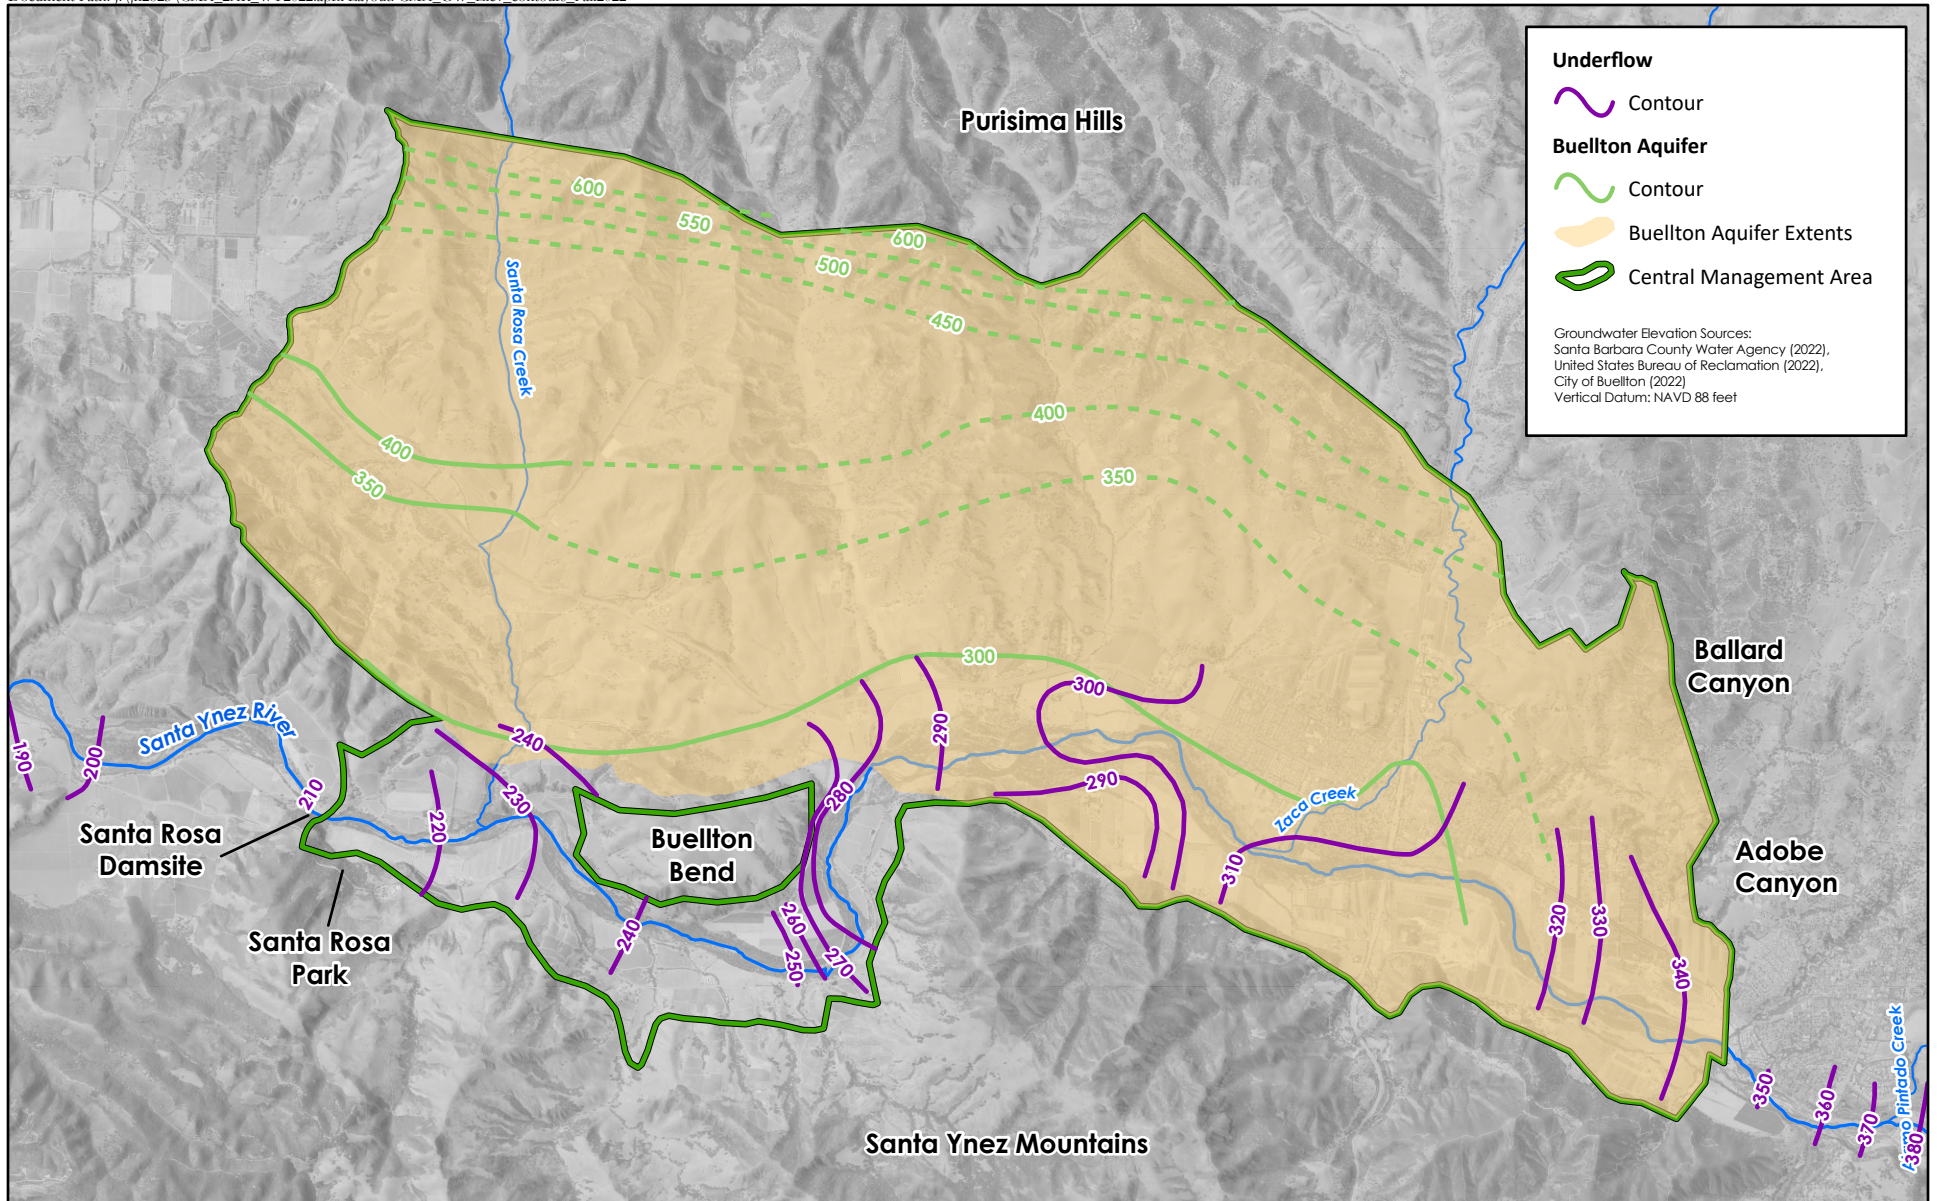 Purisima Hills
Underflow
Contour
Buellton Aquifer
Contour
Buellton Aquifer Extents
Central Management Area
Groundwater Elevation Sources:
Santa Barbara County Water Agency (2022),
United States Bureau of Reclamation (2022),
City of Buellton (2022)
Vertical Datum: NAVD 88 feet
600
550
600
500
450
Santa Rosa Creek
400
400
350
350
300
300
Ballard
Canyon
Santa Ynez River
190
200
210
240
290
280
290
230
220
Zaca Creek
Santa Rosa
Damsite
Buellton
Bend
310
Adobe
Canyon
Santa Rosa
Park
240
260
250
270
320
330
340
350
360
370
380
Pintado Creek
Santa Ynez Mountains